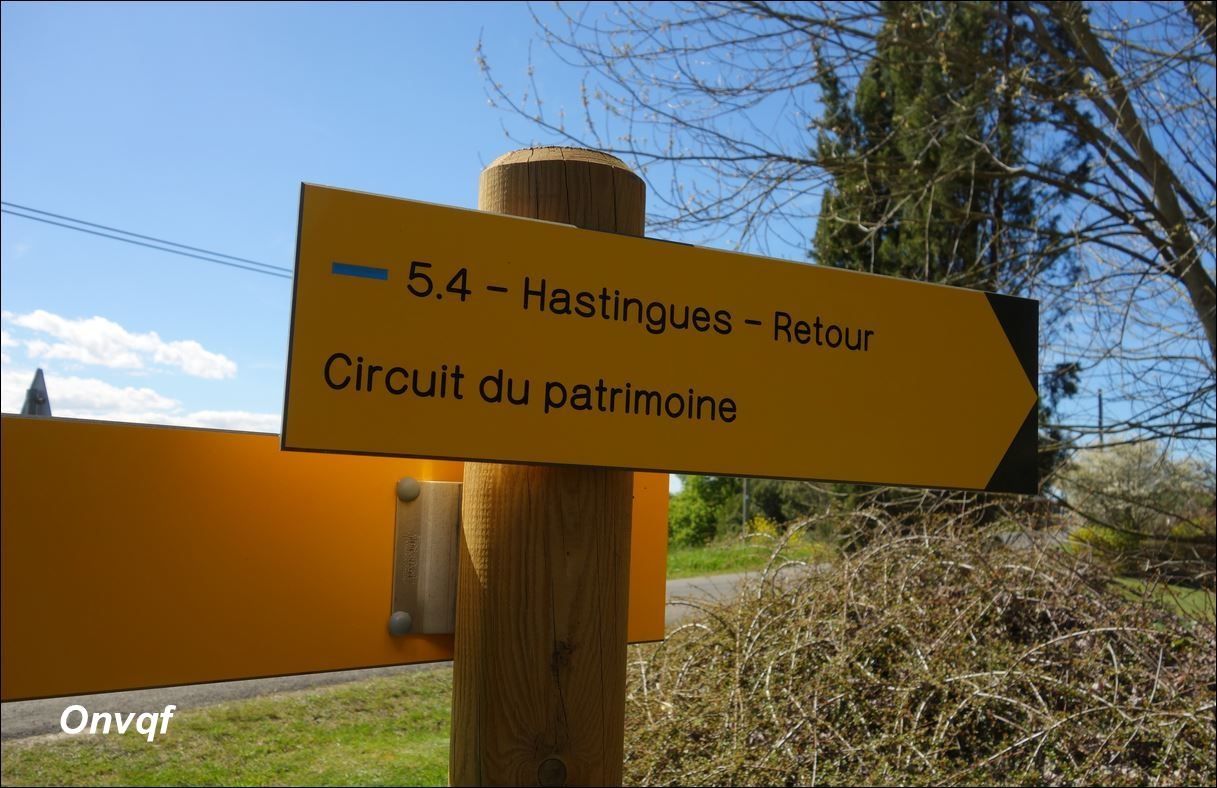 5.4 - Hastingues - Retour
Circuit du patrimoine
Onvqf